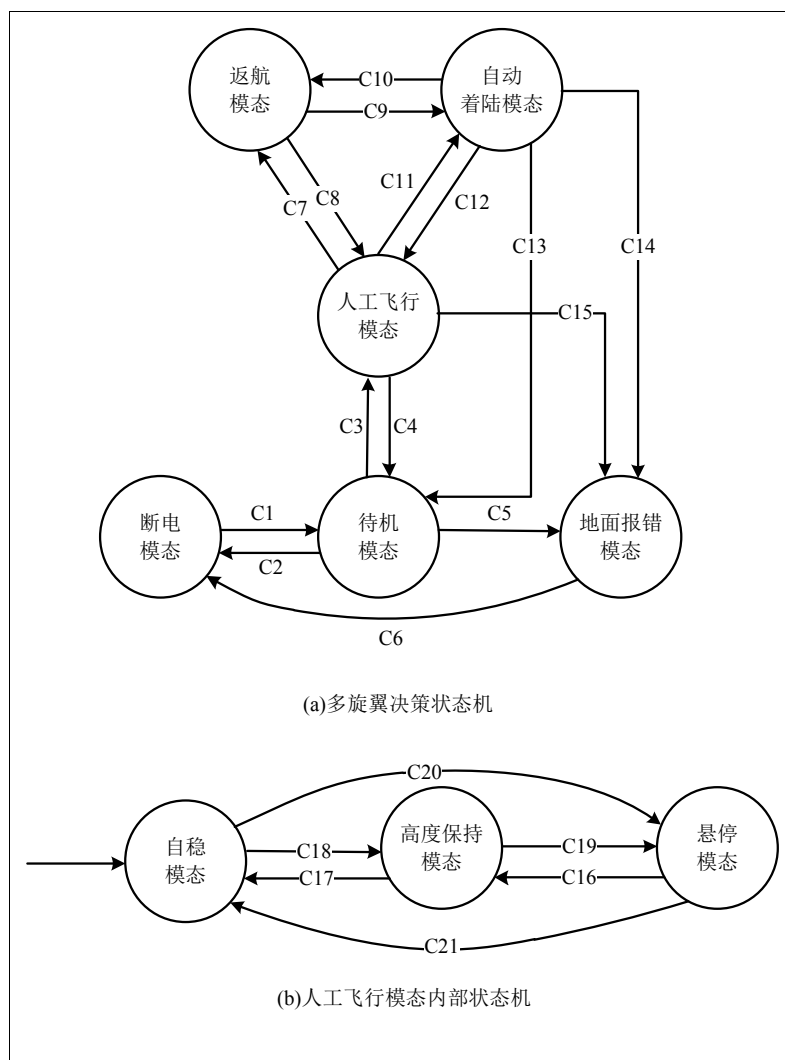 返航
模态
C10
自动
着陆模态
C9
C7
C8
C11
C12
C13
C14
人工飞行
模态
C15
C3
C4
断电
模态
C1
C2
待机
模态
C5
地面报错
模态
C6
(a)多旋翼决策状态机
C20
自稳
模态
C18
C17
高度保持
模态
C19
C16
悬停
模态
C21
(b)人工飞行模态内部状态机